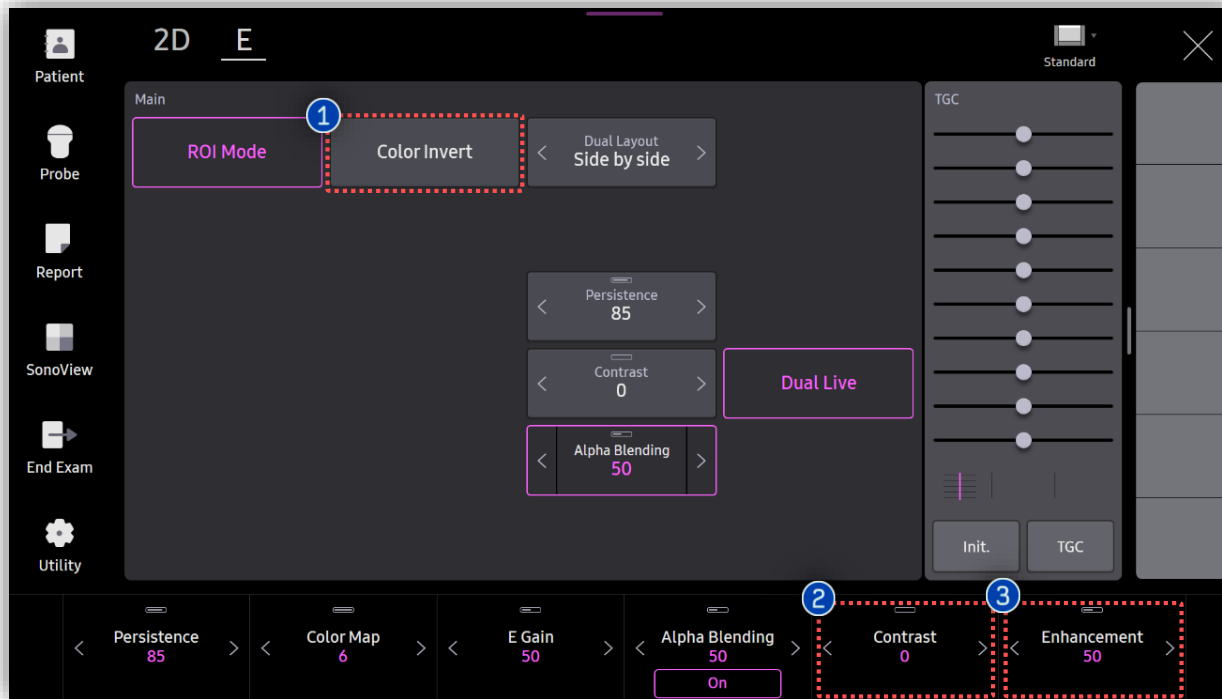 2D
E
Standard
Patient
Probe
Report
SonoView
End Exam
Utility
Main
ROI Mode
1
Color Invert
Dual Layout
Side by side
Persistence
85
Contrast
0
Dual Live
Alpha Blending
50
TGC
Init.
TGC
Persistence
85
Color Map
6
E Gain
50
Alpha Blending
50
On
2
Contrast
0
3
Enhancement
50